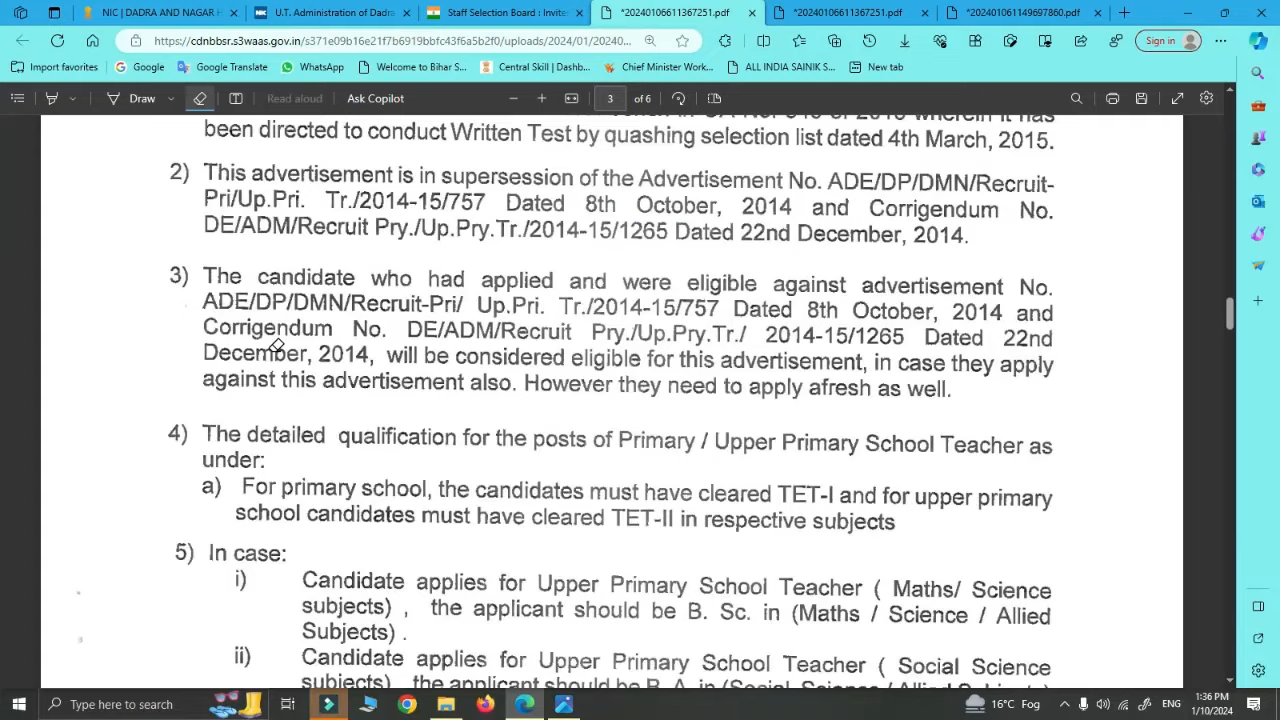 NIC | DADRA AND NAGAR H
U.T. Administration of Dadra
Staff Selection Board : Invites
*20240106611367251.pdf
*20240106611367251.pdf
*202401061149697860.pdf
https://cdnbbsr.s3waas.gov.in/s371e09b16e21f7b6919bbfc43f6a5b2f0/uploads/2024/01/20240...
Sign in
Import favorites
Google
Google Translate
WhatsApp
Welcome to Bihar S...
Central Skill | Dashb...
Chief Minister Work...
ALL INDIA SAINIK S...
New tab
Draw
Read aloud
Ask Copilot
3 of 6
been directed to conduct Written Test by quashing selection list dated 4th March, 2015.
2) This advertisement is in supersession of the Advertisement No. ADE/DP/DMN/Recruit-
Pri/Up.Pri. Tr./2014-15/757 Dated 8th October, 2014 and Corrigendum No.
DE/ADM/Recruit Pry./Up.Pry.Tr./2014-15/1265 Dated 22nd December, 2014.
3) The candidate who had applied and were eligible against advertisement No.
ADE/DP/DMN/Recruit-Pri/ Up.Pri. Tr./2014-15/757 Dated 8th October, 2014 and
Corrigendum No. DE/ADM/Recruit Pry./Up.Pry.Tr./ 2014-15/1265 Dated 22nd
December, 2014, will be considered eligible for this advertisement, in case they apply
against this advertisement also. However they need to apply afresh as well.
4) The detailed qualification for the posts of Primary / Upper Primary School Teacher as
under:
a) For primary school, the candidates must have cleared TET-I and for upper primary
school candidates must have cleared TET-II in respective subjects
5) In case:
i) Candidate applies for Upper Primary School Teacher ( Maths/ Science
subjects) , the applicant should be B. Sc. in (Maths / Science / Allied
Subjects) .
ii) Candidate applies for Upper Primary School Teacher ( Social Science
subjects) , the applicant should be B. A. in (Social Science / Allied Subjects)
Type here to search
16°C Fog
ENG
1:36 PM
1/10/2024